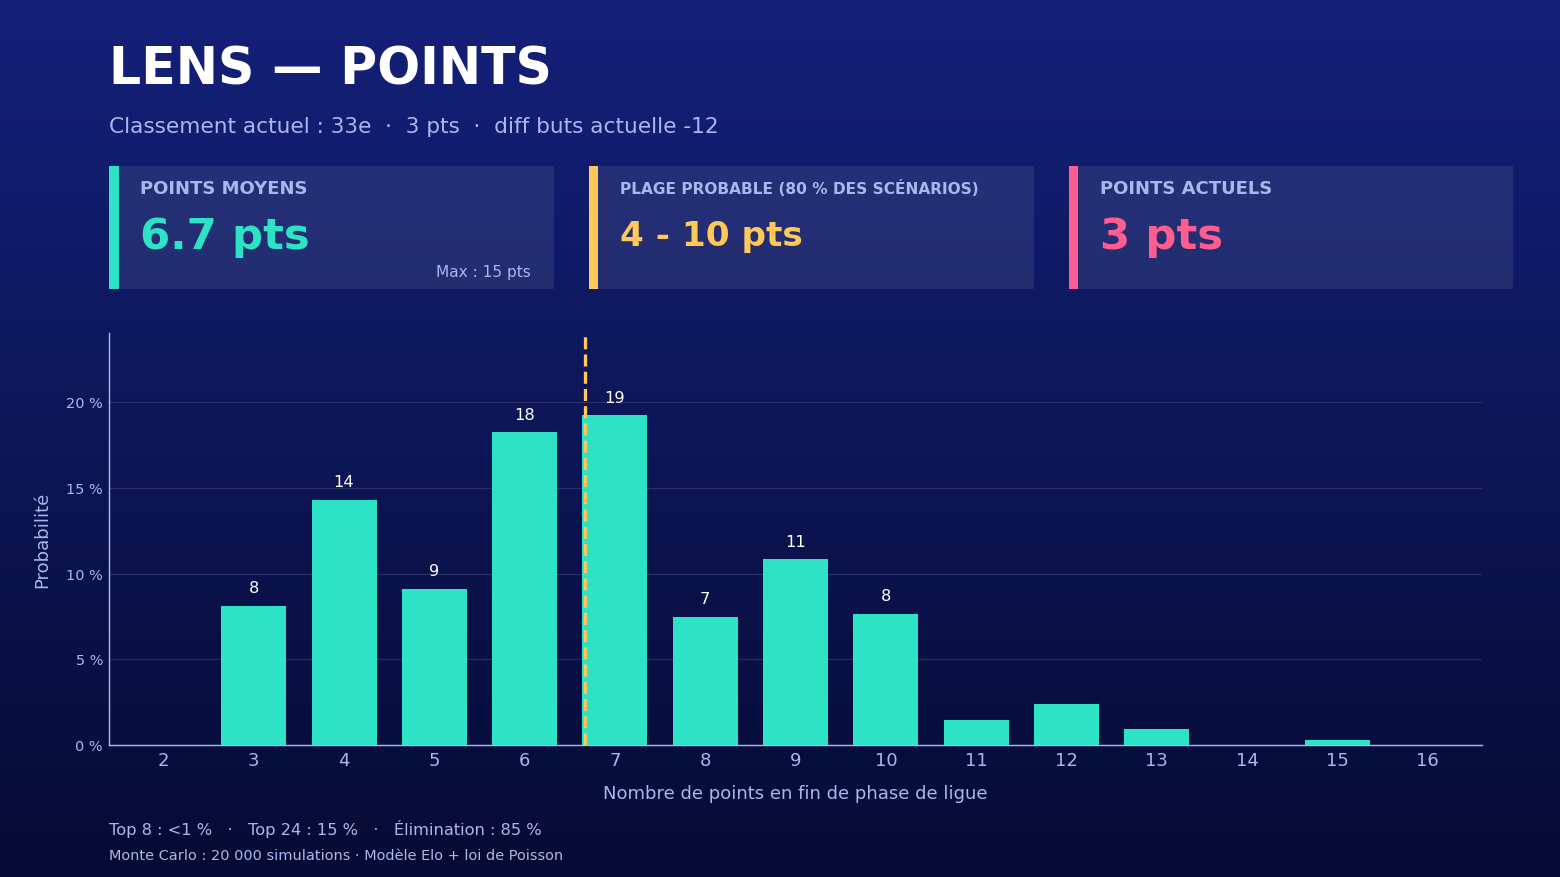 LENS — POINTS
Classement actuel : 33e · 3 pts · diff buts actuelle -12
POINTS MOYENS
6.7 pts
Max : 15 pts
PLAGE PROBABLE (80 % DES SCÉNARIOS)
4 - 10 pts
POINTS ACTUELS
3 pts
Probabilité
20 %
15 %
10 %
5 %
0 %
8
14
9
18
19
7
11
8
2 3 4 5 6 7 8 9 10 11 12 13 14 15 16
Nombre de points en fin de phase de ligue
Top 8 : <1 % · Top 24 : 15 % · Élimination : 85 %
Monte Carlo : 20 000 simulations · Modèle Elo + loi de Poisson